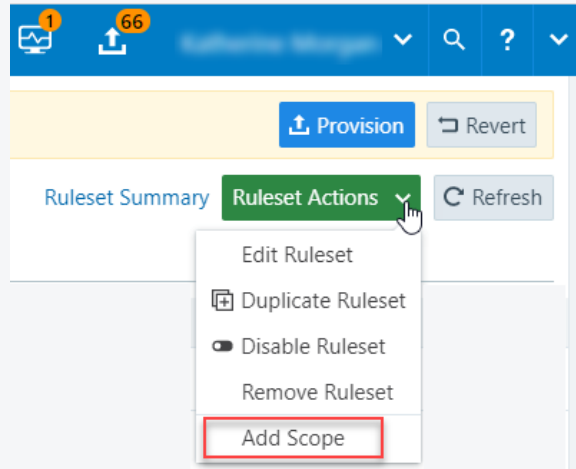 1
66
?
Provision
Revert
Ruleset Summary
Ruleset Actions
Refresh
Edit Ruleset
Duplicate Ruleset
Disable Ruleset
Remove Ruleset
Add Scope